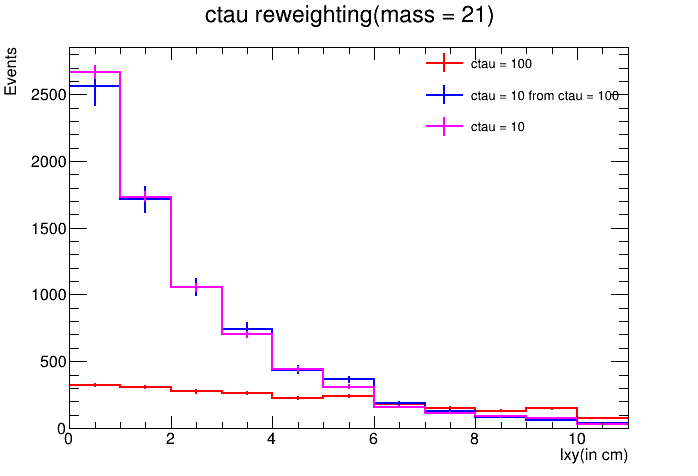 ctau reweighting(mass = 21)
Events
ctau = 100
ctau = 10 from ctau = 100
ctau = 10
2500
2000
1500
1000
500
0
0 2 4 6 8 10
lxy(in cm)